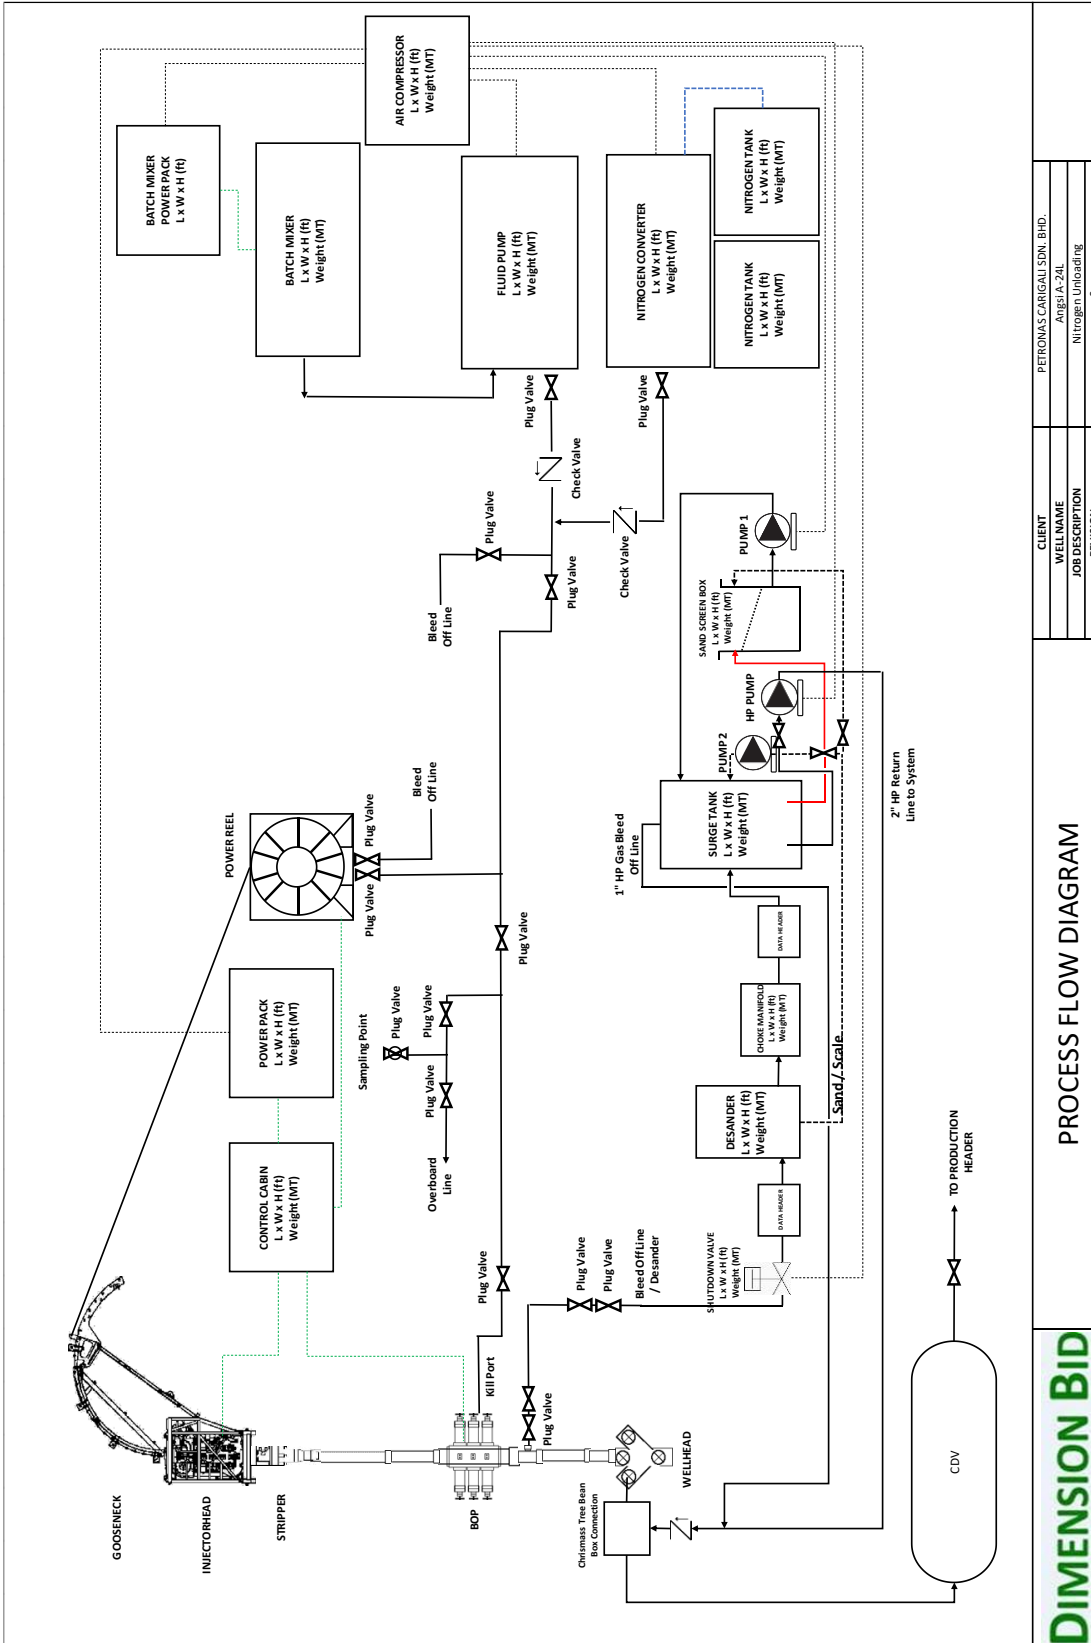 GOOSENECK
INJECTORHEAD
STRIPPER
BOP
Kill Port
Plug Valve
Plug Valve
WELLHEAD
Chrismass Tree Bean
Box Connection
CONTROL CABIN
L x W x H (ft)
Weight (MT)
POWER PACK
L x W x H (ft)
Weight (MT)
POWER REEL
Plug Valve
Plug Valve
Bleed
Off Line
Sampling Point
Plug Valve
Plug Valve
Plug Valve
Overboard
Line
Plug Valve
BATCH MIXER
POWER PACK
L x W x H (ft)
BATCH MIXER
L x W x H (ft)
Weight (MT)
AIR COMPRESSOR
L x W x H (ft)
Weight (MT)
FLUID PUMP
L x W x H (ft)
Weight (MT)
NITROGEN CONVERTER
L x W x H (ft)
Weight (MT)
NITROGEN TANK
L x W x H (ft)
Weight (MT)
NITROGEN TANK
L x W x H (ft)
Weight (MT)
Plug Valve
Check Valve
Plug Valve
Bleed
Off Line
Plug Valve
Plug Valve
Check Valve
PUMP 1
SAND SCREEN BOX
L x W x H (ft)
Weight (MT)
HP PUMP
PUMP 2
SURGE TANK
L x W x H (ft)
Weight (MT)
1" HP Gas Bleed
Off Line
2" HP Return
Line to System
DATA HEADER
CHOKE MANIFOLD
L x W x H (ft)
Weight (MT)
DESANDER
L x W x H (ft)
Weight (MT)
Sand / Scale
DATA HEADER
SHUTDOWN VALVE
L x W x H (ft)
Weight (MT)
Plug Valve
Plug Valve
Bleed Off Line
/ Desander
TO PRODUCTION
HEADER
CDV
DIMENSION BID
PROCESS FLOW DIAGRAM
CLIENT
PETRONAS CARIGALI SDN. BHD.
WELL NAME
Angsi A-24L
JOB DESCRIPTION
Nitrogen Unloading